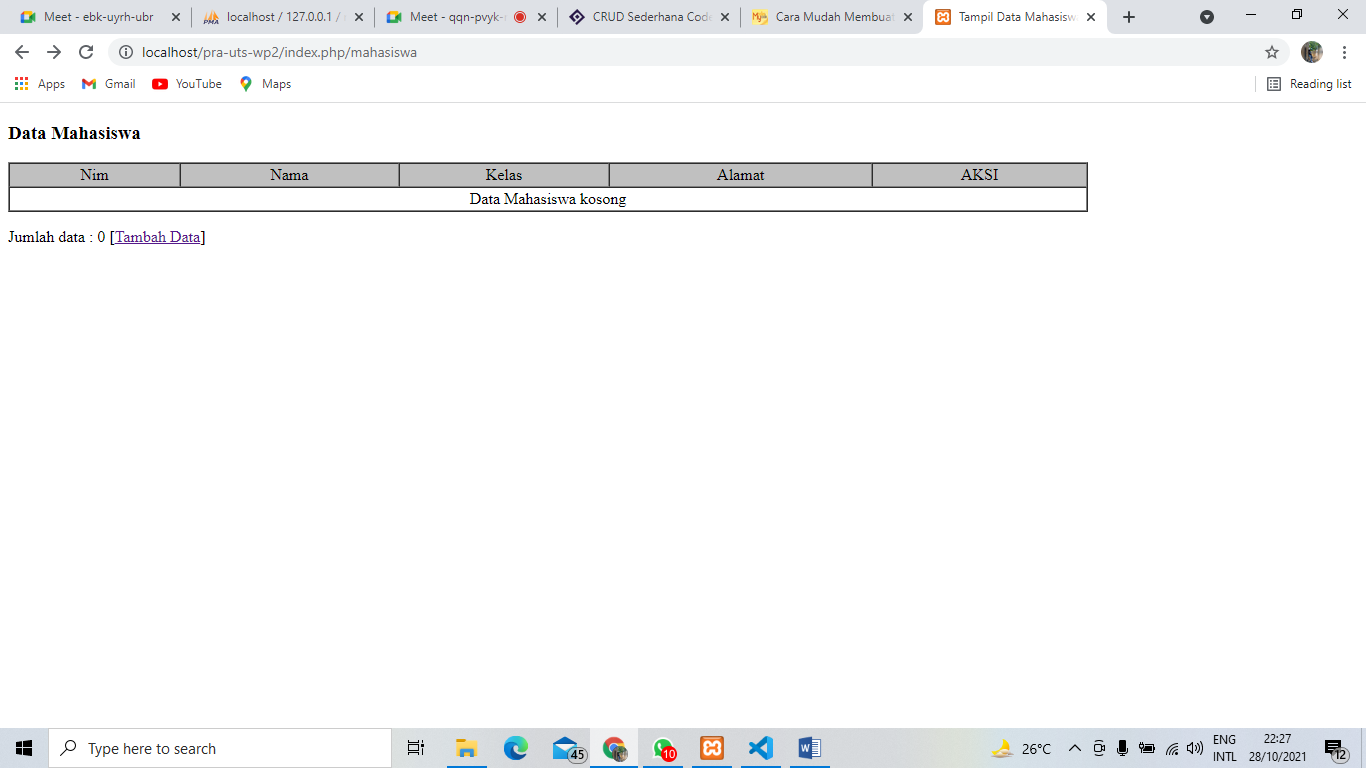 Meet - ebk-uyrh-ubr
localhost / 127.0.0.1 /
Meet - qqn-pvyk-
CRUD Sederhana Code
Cara Mudah Membuat
Tampil Data Mahasisw
localhost/pra-uts-wp2/index.php/mahasiswa
Apps
Gmail
YouTube
Maps
Reading list
Data Mahasiswa
Nim Nama Kelas Alamat AKSI
Data Mahasiswa kosong
Jumlah data : 0 [Tambah Data]
Type here to search
45
10
26°C
ENG
INTL
22:27
28/10/2021
12